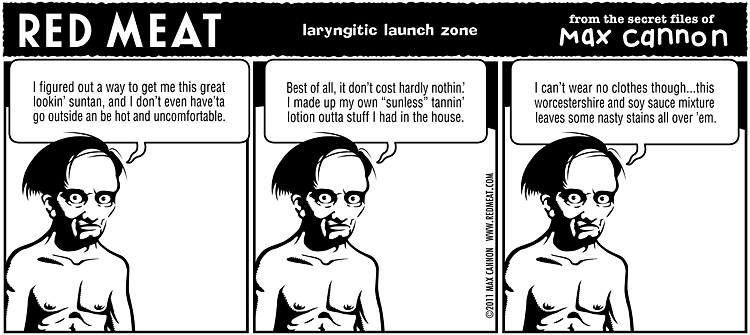 RED MEAT
laryngitic launch zone
from the secret files of
Max cannon
I figured out a way to get me this great
lookin' suntan, and I don't even have'ta
go outside an be hot and uncomfortable.
Best of all, it don't cost hardly nothin'.
I made up my own “sunless” tannin'
lotion outta stuff I had in the house.
©2011 MAX CANNON WWW.REDMEAT.COM
I can't wear no clothes though...this
worcestershire and soy sauce mixture
leaves some nasty stains all over 'em.